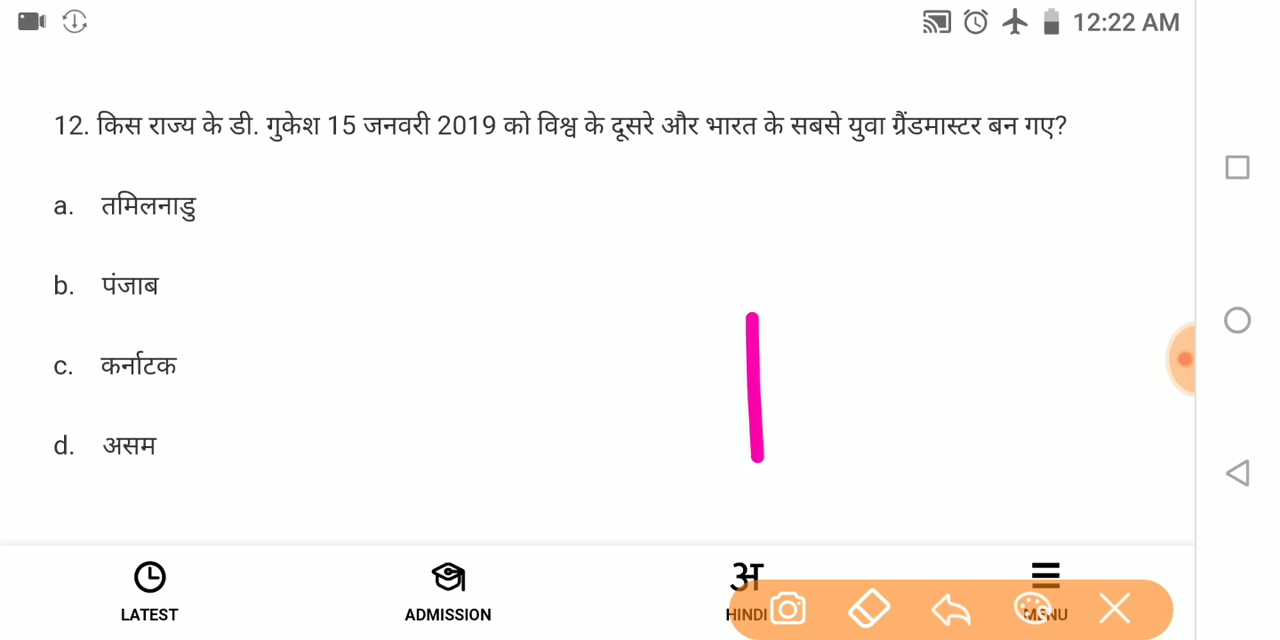 12:22 AM
12. किस राज्य के डी. गुकेश 15 जनवरी 2019 को विश्व के दूसरे और भारत के सबसे युवा ग्रैंडमास्टर बन गए?
a. तमिलनाडु
b. पंजाब
c. कर्नाटक
d. असम
अ
LATEST ADMISSION HINDI MENU